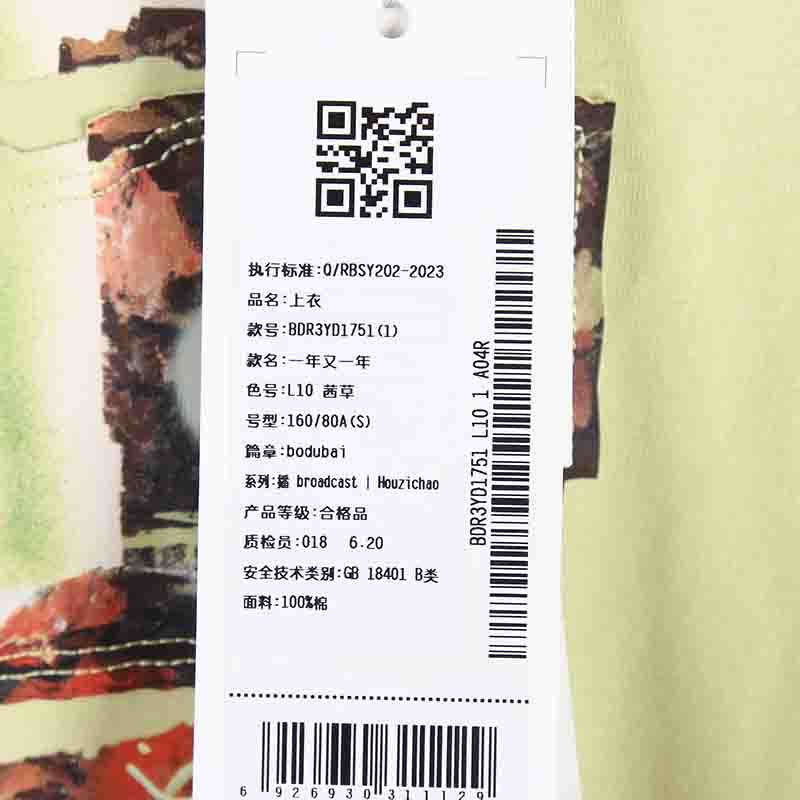 执行标准:Q/RBSY202-2023
品名:上衣
款号:BDR3YD1751(1)
款名:一年又一年
色号:L10 茜草
号型:160/80A(S)
篇章:bodubai
系列:播 broadcast | Houzichao
产品等级:合格品
质检员:018 6.20
安全技术类别:GB 18401 B类
面料:100%棉
BDR3YD1751 L10 1 A04R
6 926930 311129